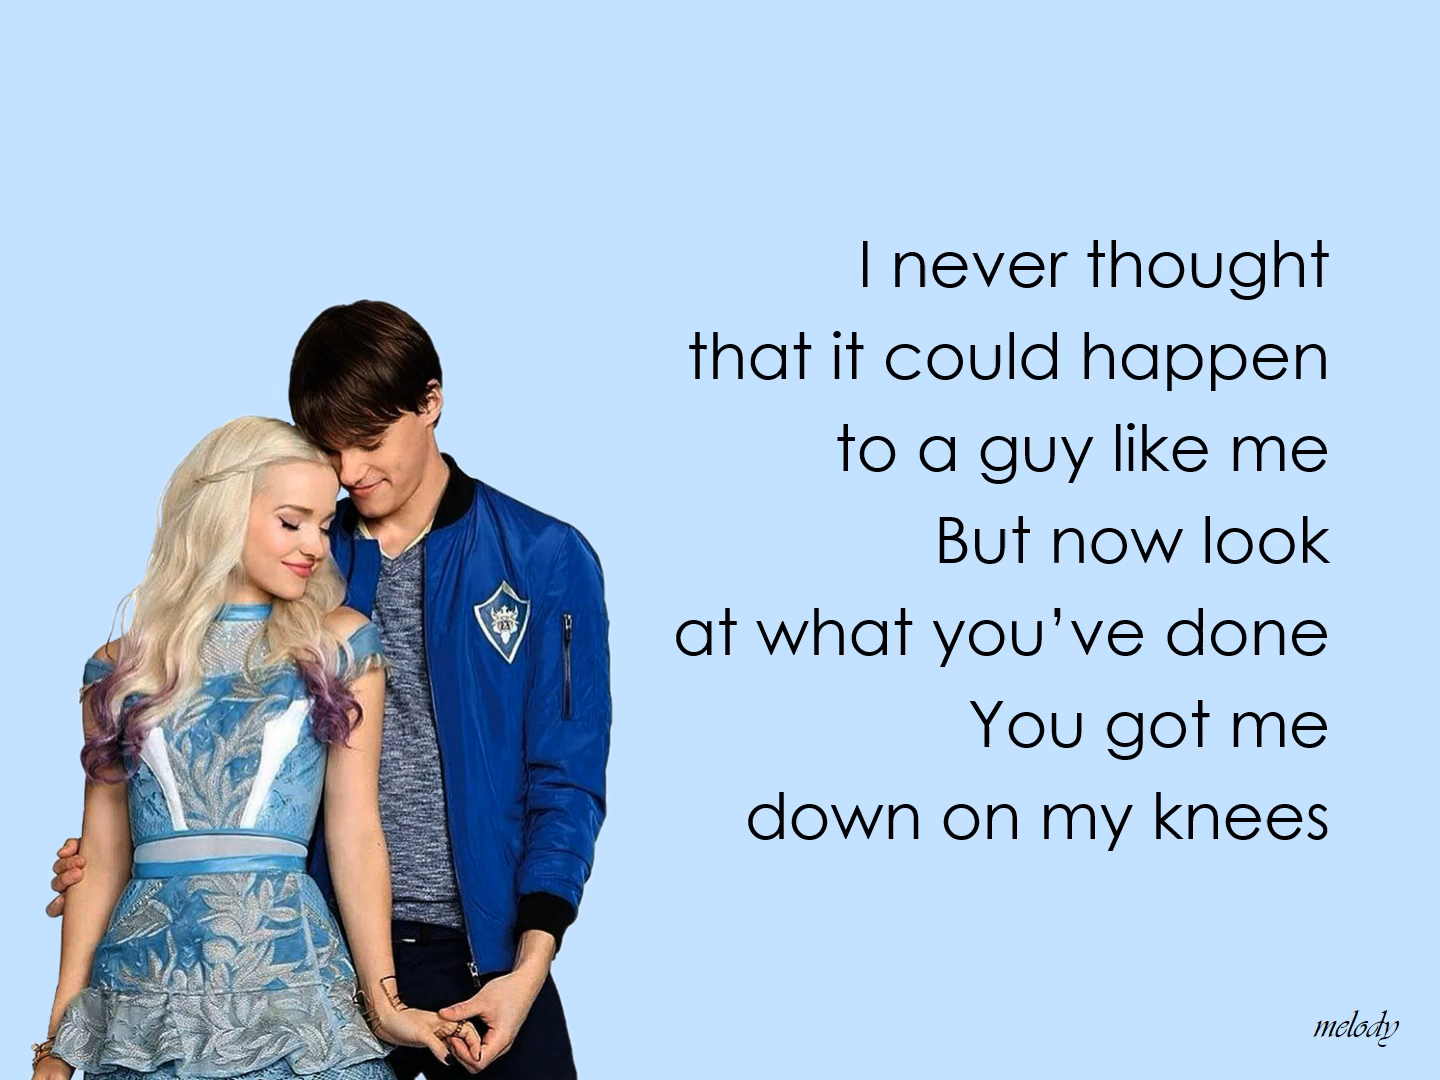 I never thought
that it could happen
to a guy like me
But now look
at what you’ve done
You got me
down on my knees
melody